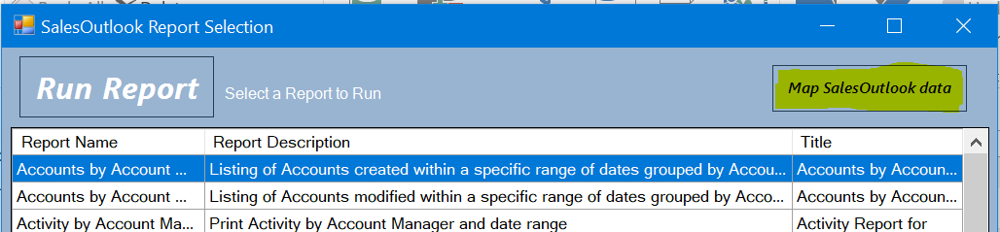 SalesOutlook Report Selection
Run Report Select a Report to Run Map SalesOutlook data
Report Name Report Description Title
Accounts by Account ... Listing of Accounts created within a specific range of dates grouped by Accou... Accounts by Accoun...
Accounts by Account ... Listing of Accounts modified within a specific range of dates grouped by Acco... Accounts by Accoun...
Activity by Account Ma... Print Activity by Account Manager and date range Activity Report for